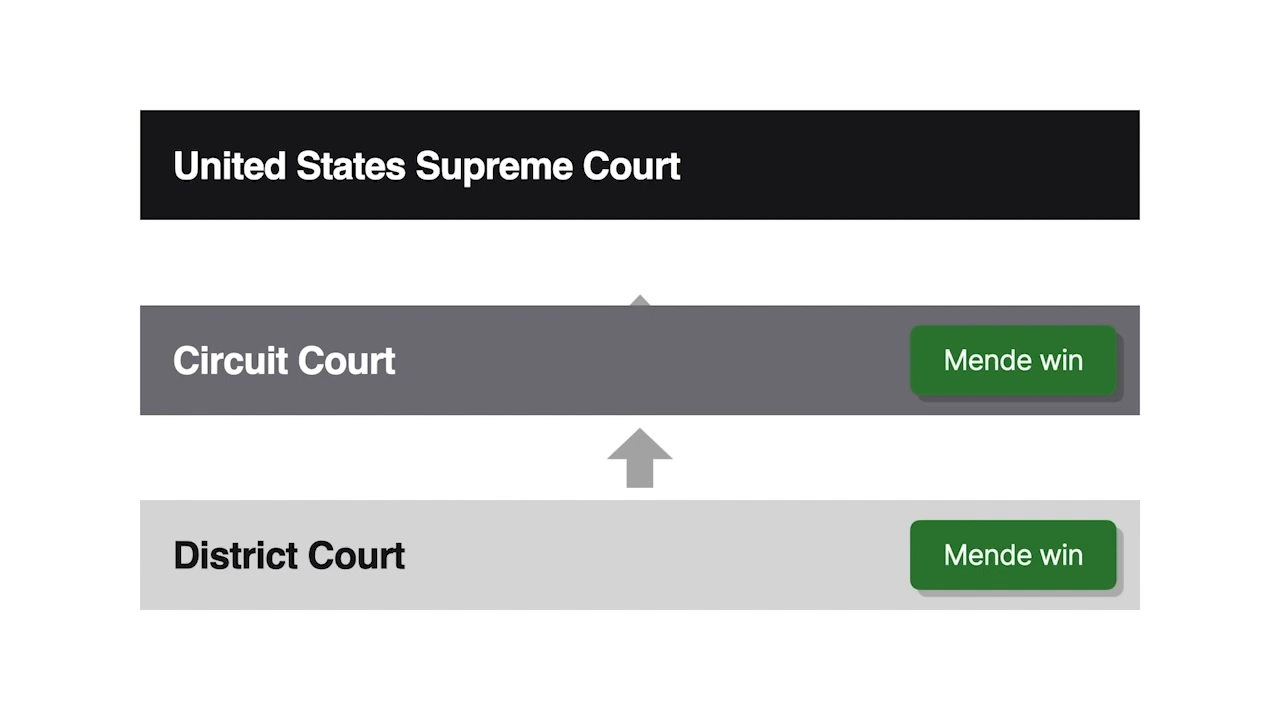 United States Supreme Court
Circuit Court
Mende win
District Court
Mende win